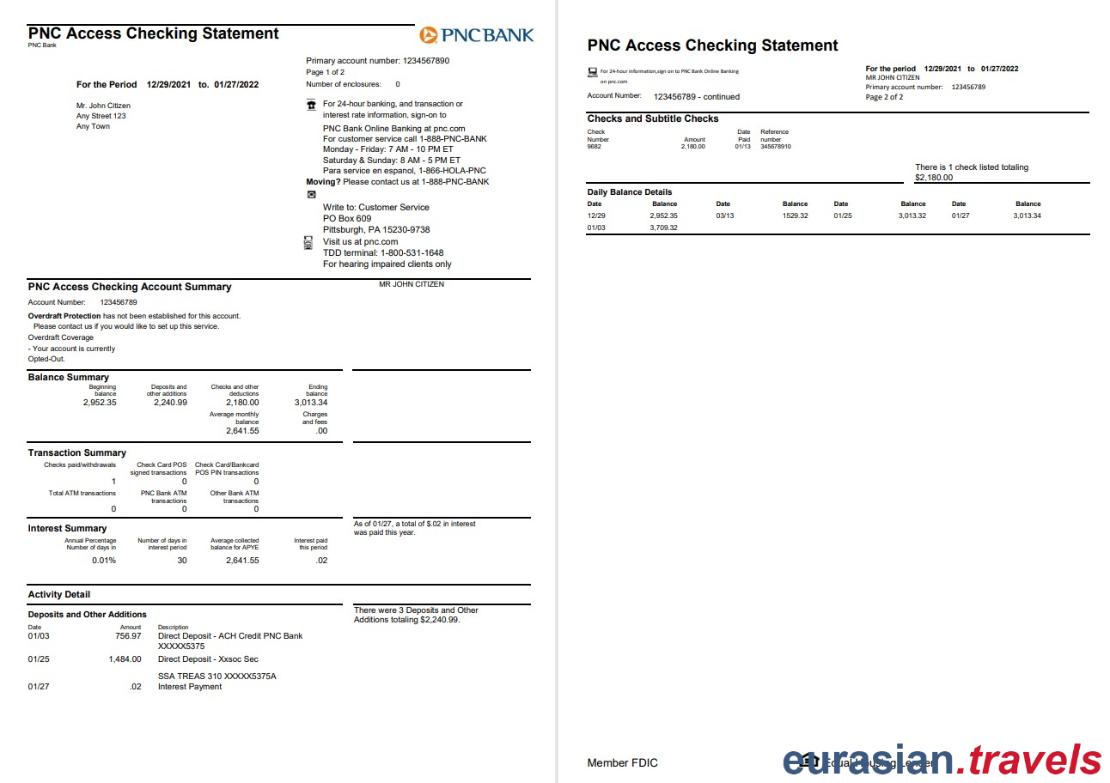 PNC Access Checking Statement
PNC Bank
PNC BANK
For the Period 12/29/2021 to. 01/27/2022
Mr. John Citizen
Any Street 123
Any Town
Primary account number: 1234567890
Page 1 of 2
Number of enclosures: 0
For 24-hour banking, and transaction or
interest rate information, sign-on to
PNC Bank Online Banking at pnc.com
For customer service call 1-888-PNC-BANK
Monday - Friday: 7 AM - 10 PM ET
Saturday & Sunday: 8 AM - 5 PM ET
Para service en espanol, 1-866-HOLA-PNC
Moving? Please contact us at 1-888-PNC-BANK
Write to: Customer Service
PO Box 609
Pittsburgh, PA 15230-9738
Visit us at pnc.com
TDD terminal: 1-800-531-1648
For hearing impaired clients only
PNC Access Checking Account Summary
MR JOHN CITIZEN
Account Number: 123456789
Overdraft Protection has not been established for this account.
Please contact us if you would like to set up this service.
Overdraft Coverage
- Your account is currently
Opted-Out.
Balance Summary
Beginning balance Deposits and other additions Checks and other deductions Ending balance
2,952.35 2,240.99 2,180.00 3,013.34
Average monthly balance Charges and fees
2,641.55 .00
Transaction Summary
Checks paid/withdrawals Check Card POS signed transactions Check Card/Bankcard POS PIN transactions
1 0 0
Total ATM transactions PNC Bank ATM transactions Other Bank ATM transactions
0 0 0
Interest Summary
As of 01/27, a total of $.02 in interest
was paid this year.
Annual Percentage Number of days in Number of days in interest period Average collected balance for APYE Interest paid this period
0.01% 30 2,641.55 .02
Activity Detail
Deposits and Other Additions
There were 3 Deposits and Other
Additions totaling $2,240.99.
Date Amount Description
01/03 756.97 Direct Deposit - ACH Credit PNC Bank
XXXXX5375
01/25 1,484.00 Direct Deposit - Xxsoc Sec
SSA TREAS 310 XXXXX5375A
01/27 .02 Interest Payment
PNC Access Checking Statement
For 24-hour information,sign on to PNC Bank Online Banking
on pnc.com
Account Number: 123456789 - continued
For the period 12/29/2021 to 01/27/2022
MR JOHN CITIZEN
Primary account number: 123456789
Page 2 of 2
Checks and Subtitle Checks
Check Number Amount Date Paid Reference number
9682 2,180.00 01/13 345678910
There is 1 check listed totaling
$2,180.00
Daily Balance Details
Date Balance Date Balance Date Balance Date Balance
12/29 2,952.35 03/13 1529.32 01/25 3,013.32 01/27 3,013.34
01/03 3,709.32
Member FDIC
Equal Housing Lender
eurasian.travels